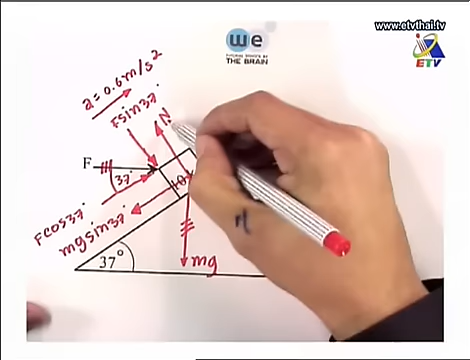 www.etvthai.tv
we
THE BRAIN
ETV
a = 0.6 m/s²
Fsin37°
N
F
37°
θ
Fcos37°
mgsin37°
37°
mg